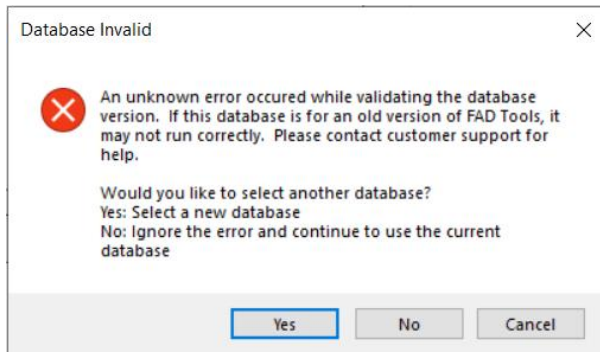 Database Invalid
An unknown error occured while validating the database
version.  If this database is for an old version of FAD Tools, it
may not run correctly.  Please contact customer support for
help.
Would you like to select another database?
Yes: Select a new database
No: Ignore the error and continue to use the current
database
Yes
No
Cancel